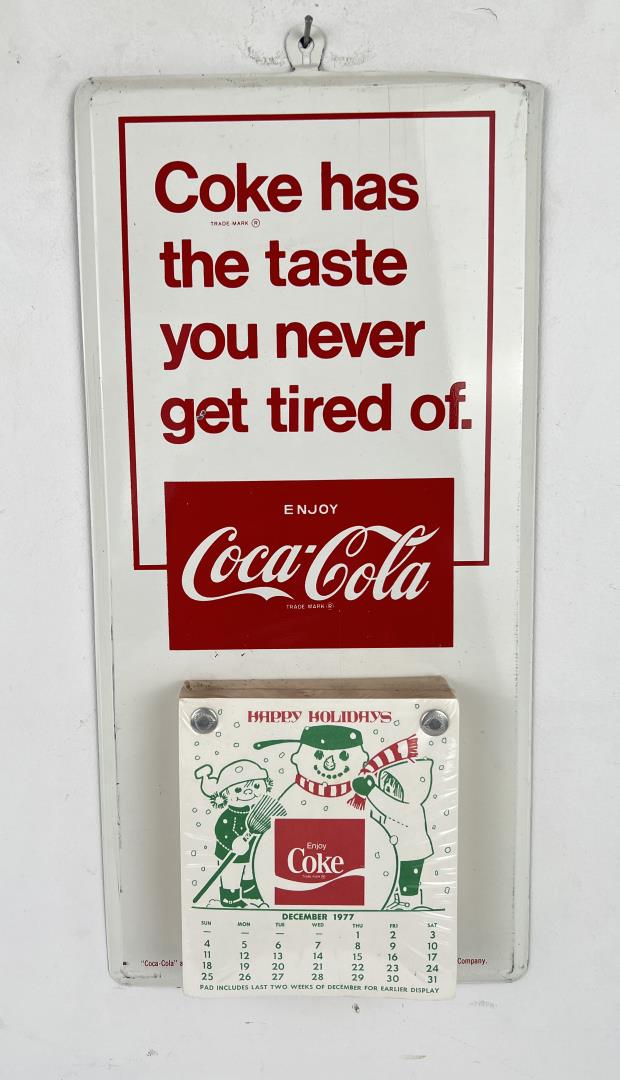 Coke has
TRADE-MARK ®
the taste
you never
get tired of.
ENJOY
Coca-Cola
TRADE MARK ®
HAPPY HOLIDAYS
Enjoy
Coke
Trade-mark ®
DECEMBER 1977
SUN MON TUE WED THU FRI SAT
— — — — 1 2 3
4 5 6 7 8 9 10
11 12 13 14 15 16 17
18 19 20 21 22 23 24
25 26 27 28 29 30 31
PAD INCLUDES LAST TWO WEEKS OF DECEMBER FOR EARLIER DISPLAY
"Coca-Cola" Company.